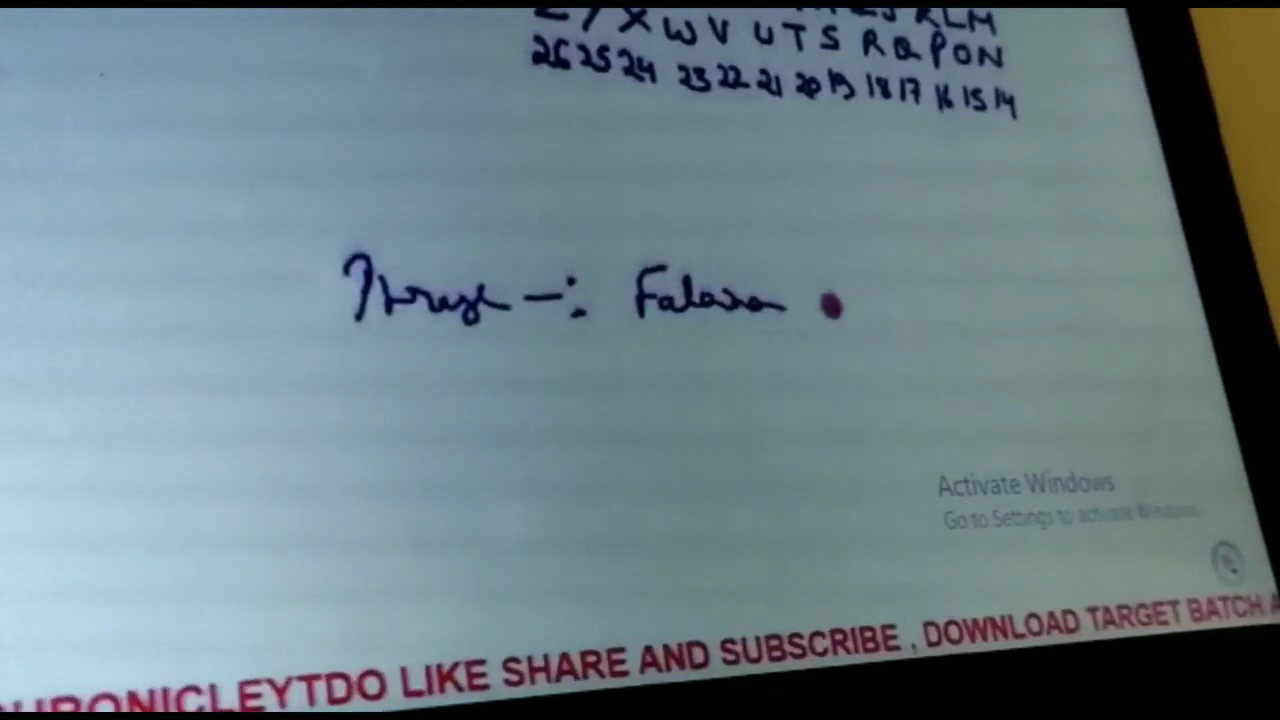 Z Y X W V U T S R Q P O N
26 25 24 23 22 21 20 19 18 17 16 15 14
Phrase -:
Activate Windows
Go to Settings to activate Windows.
DO LIKE SHARE AND SUBSCRIBE , DOWNLOAD TARGET BATCH